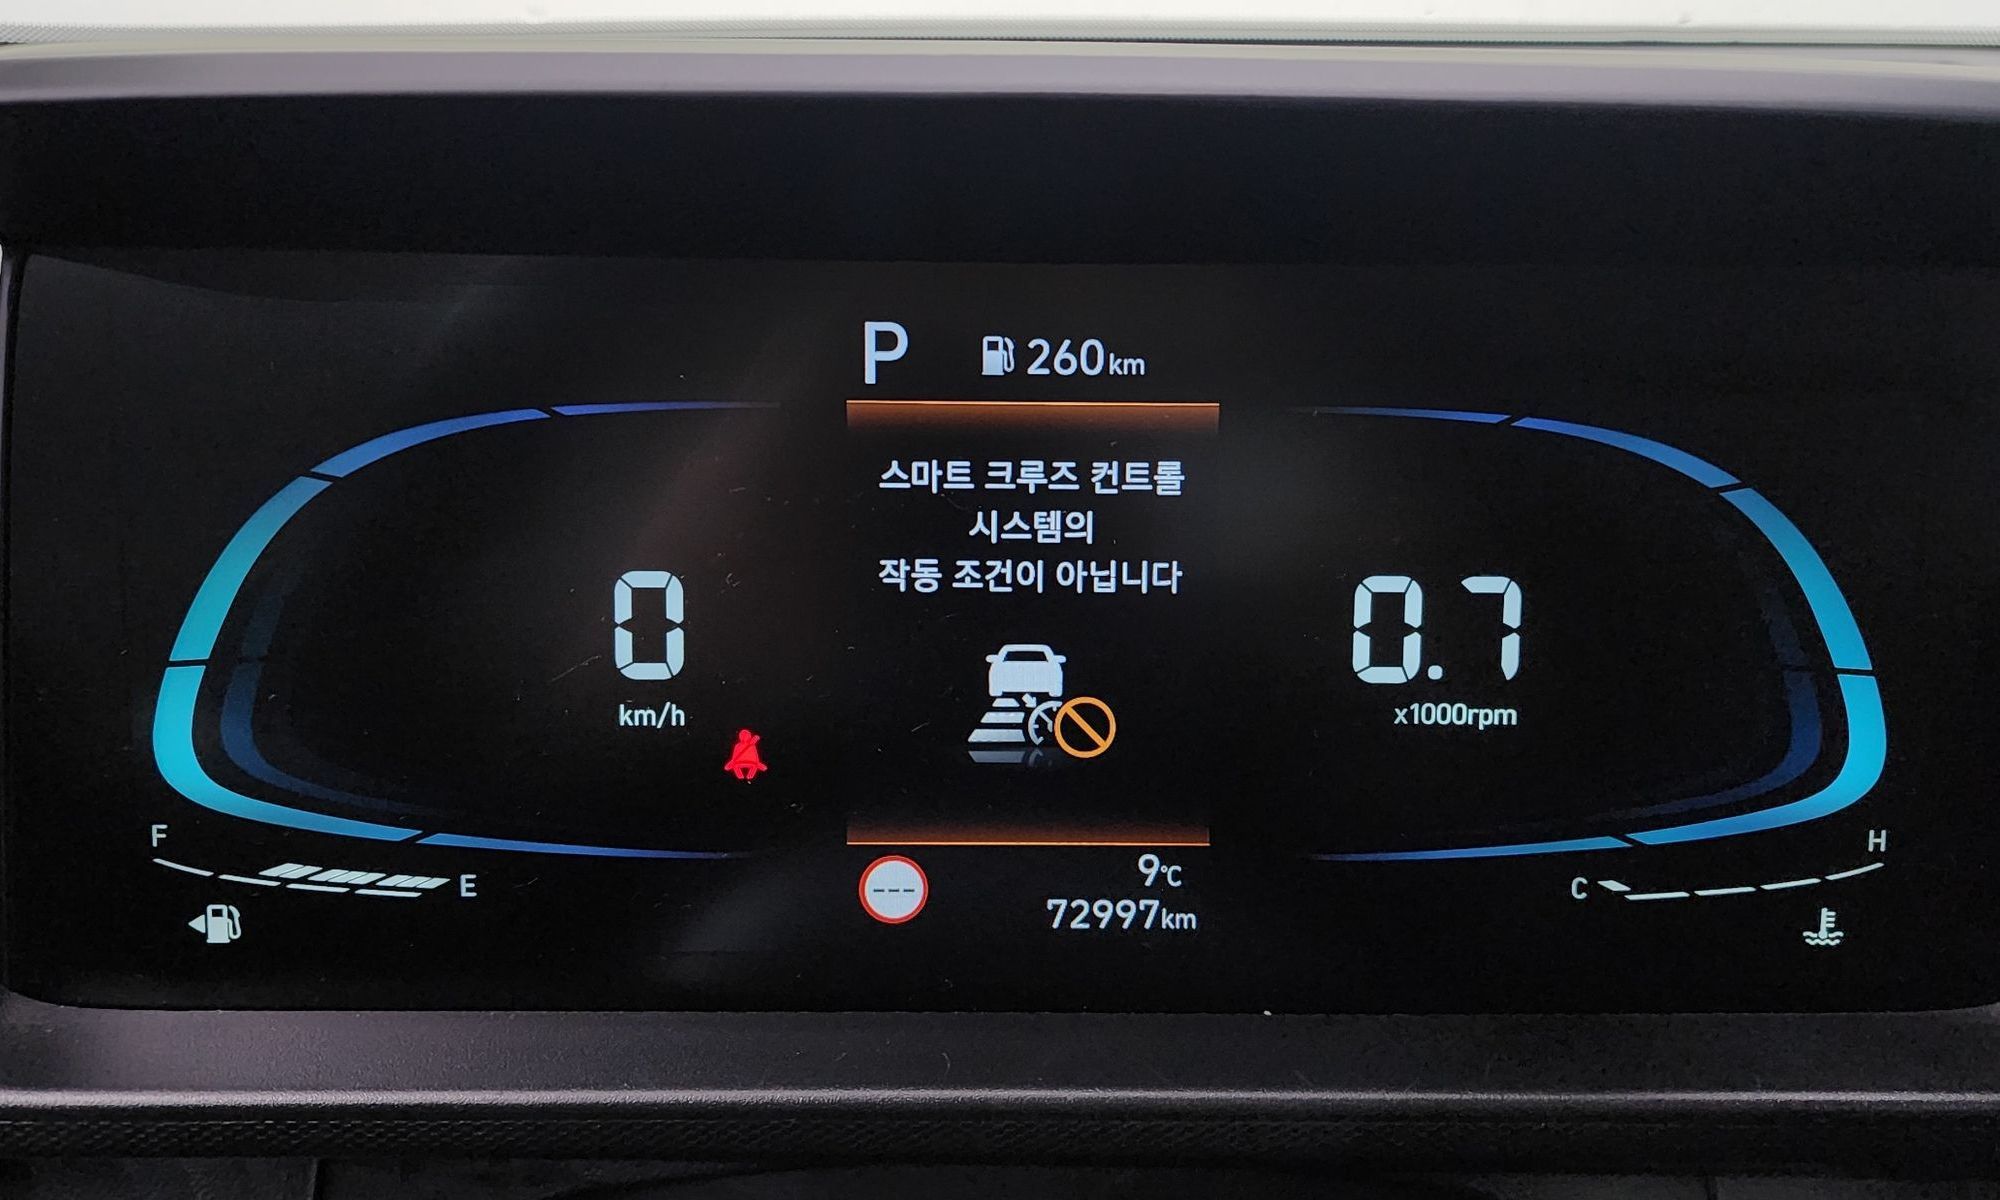 P 260km
스마트 크루즈 컨트롤
시스템의
작동 조건이 아닙니다
0
km/h
0.7
x1000rpm
F
E
---
9℃
72997km
C
H